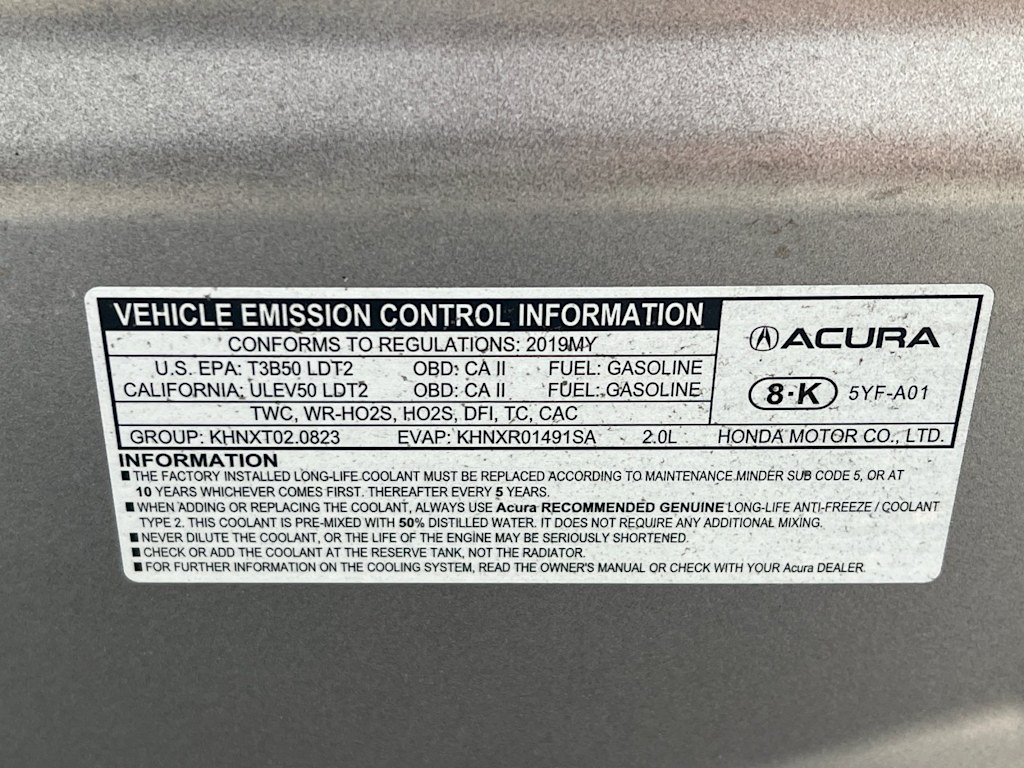 VEHICLE EMISSION CONTROL INFORMATION
CONFORMS TO REGULATIONS: 2019MY
U.S. EPA: T3B50 LDT2 OBD: CA II FUEL: GASOLINE
CALIFORNIA: ULEV50 LDT2 OBD: CA II FUEL: GASOLINE
TWC, WR-HO2S, HO2S, DFI, TC, CAC
GROUP: KHNXT02.0823 EVAP: KHNXR01491SA 2.0L
ACURA
8·K 5YF-A01
HONDA MOTOR CO., LTD.
INFORMATION
■ THE FACTORY INSTALLED LONG-LIFE COOLANT MUST BE REPLACED ACCORDING TO MAINTENANCE MINDER SUB CODE 5, OR AT
10 YEARS WHICHEVER COMES FIRST. THEREAFTER EVERY 5 YEARS.
■ WHEN ADDING OR REPLACING THE COOLANT, ALWAYS USE Acura RECOMMENDED GENUINE LONG-LIFE ANTI-FREEZE / COOLANT
TYPE 2. THIS COOLANT IS PRE-MIXED WITH 50% DISTILLED WATER. IT DOES NOT REQUIRE ANY ADDITIONAL MIXING.
■ NEVER DILUTE THE COOLANT, OR THE LIFE OF THE ENGINE MAY BE SERIOUSLY SHORTENED.
■ CHECK OR ADD THE COOLANT AT THE RESERVE TANK, NOT THE RADIATOR.
■ FOR FURTHER INFORMATION ON THE COOLING SYSTEM, READ THE OWNER'S MANUAL OR CHECK WITH YOUR Acura DEALER.